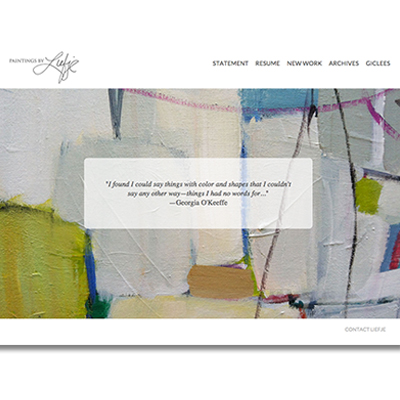 PAINTINGS BY Liefje
STATEMENT RESUME NEW WORK ARCHIVES GICLEES
"I found I could say things with color and shapes that I couldn't
say any other way—things I had no words for..."
—Georgia O'Keeffe
CONTACT LIEFJE